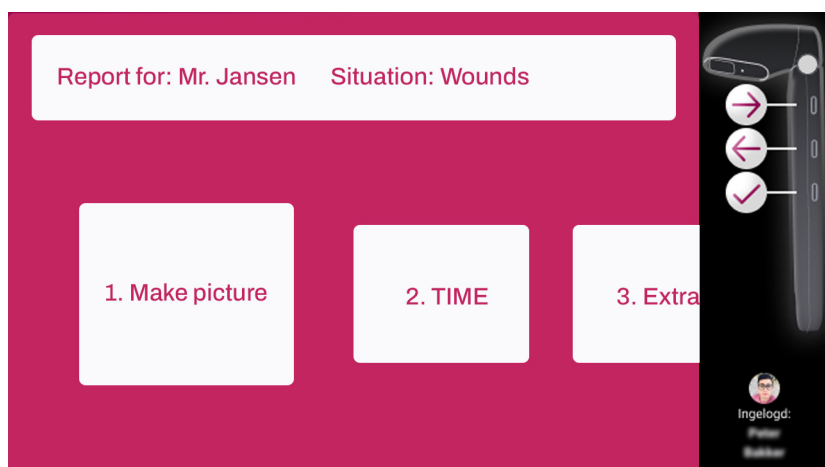 Report for: Mr. Jansen Situation: Wounds
1. Make picture
2. TIME
3. Extra
Ingelogd: